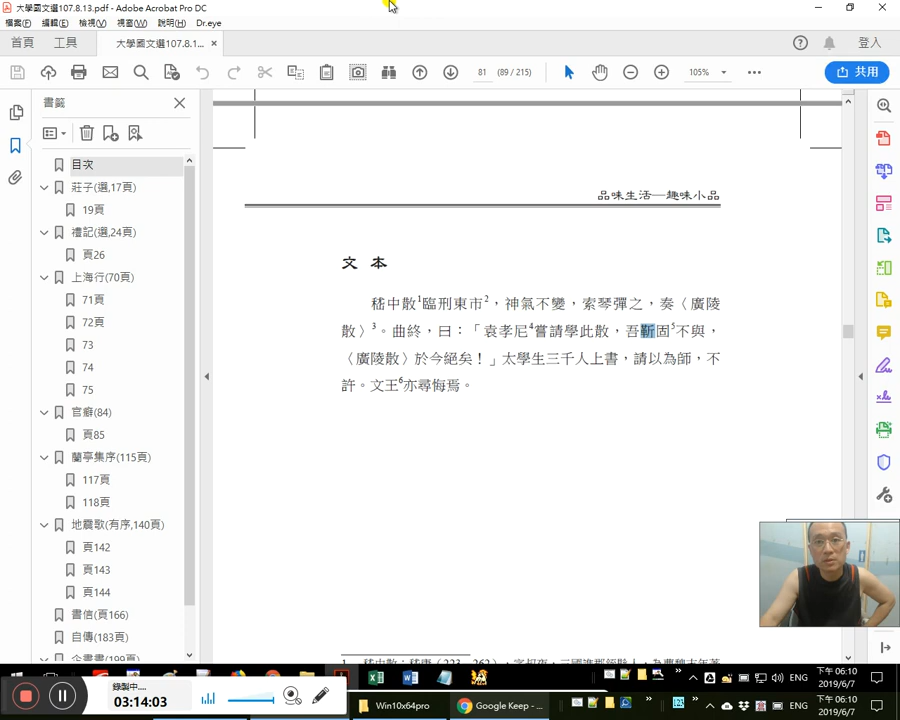 大學國文選107.8.13.pdf - Adobe Acrobat Pro DC
檔案(F) 編輯(E) 檢視(V) 視窗(W) 說明(H) Dr.eye
首頁 工具 大學國文選107.8.1... × 登入
81 (89 / 215) 105% 共用
書籤
目次
莊子(選,17頁)
19頁
禮記(選,24頁)
頁26
上海行(70頁)
71頁
72頁
73
74
75
官癖(84)
頁85
蘭亭集序(115頁)
117頁
118頁
地震歌(有序,140頁)
頁142
頁143
頁144
書信(頁166)
自傳(183頁)
品味生活—趣味小品
文 本
嵇中散1臨刑東市2,神氣不變,索琴彈之,奏〈廣陵
散〉3。曲終,曰:「袁孝尼4嘗請學此散,吾靳固5不與,
〈廣陵散〉於今絕矣!」太學生三千人上書,請以為師,不
許。文王6亦尋悔焉。
錄製中....
03:14:03
ENG 下午 06:10
2019/6/7
Win10x64pro
Google Keep - ...
ENG 下午 06:10
2019/6/7